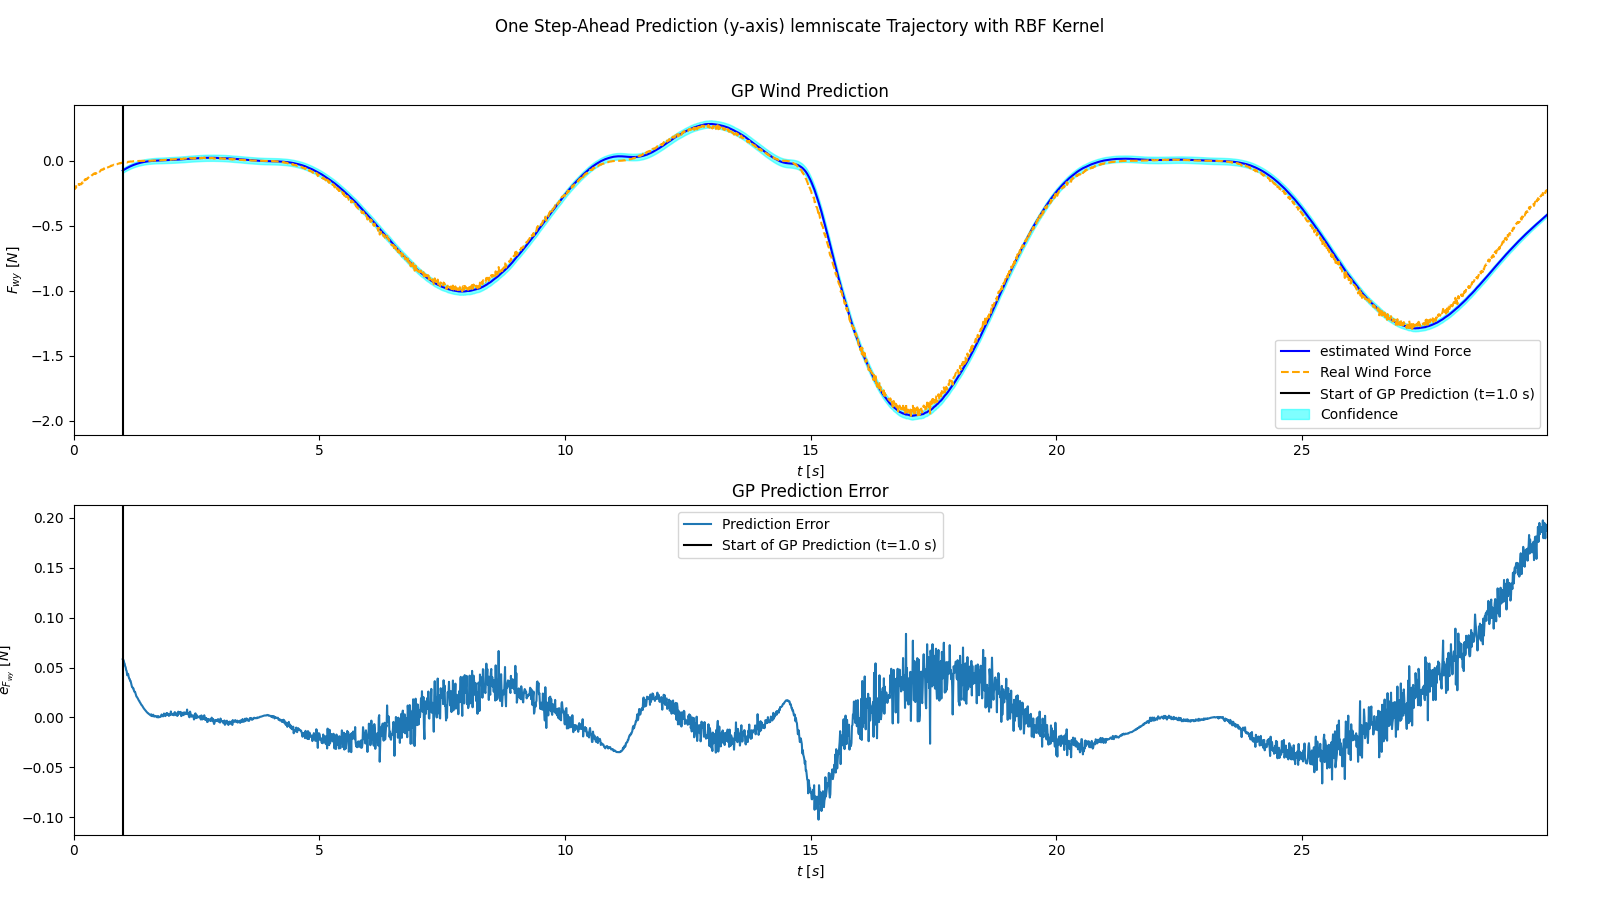 One Step-Ahead Prediction (y-axis) lemniscate Trajectory with RBF Kernel
GP Wind Prediction
0.0
−0.5
−1.0
−1.5
−2.0
F_wy [N]
estimated Wind Force
Real Wind Force
Start of GP Prediction (t=1.0 s)
Confidence
0 5 10 15 20 25
t [s]
GP Prediction Error
0.20
0.15
0.10
0.05
0.00
−0.05
−0.10
e_F_wy [N]
Prediction Error
Start of GP Prediction (t=1.0 s)
0 5 10 15 20 25
t [s]